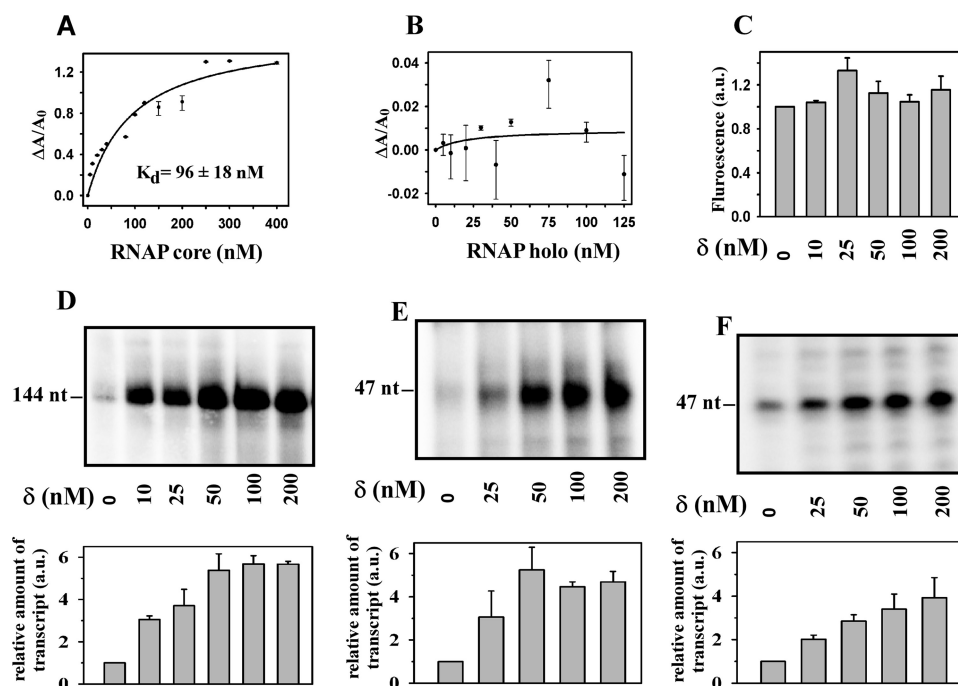 A
1.2
0.8
0.4
0.0
ΔA/A0
Kd= 96 ± 18 nM
0 100 200 300 400
RNAP core (nM)
B
0.04
0.02
0.00
-0.02
ΔA/A0
0 25 50 75 100 125
RNAP holo (nM)
C
Fluroescence (a.u.)
1.2
0.6
0.0
δ (nM)
0 10 25 50 100 200
D
144 nt
δ (nM)
0 10 25 50 100 200
relative amount of
transcript (a.u.)
6
4
2
0
E
47 nt
δ (nM)
0 25 50 100 200
relative amount of
transcript (a.u.)
6
4
2
0
F
47 nt
δ (nM)
0 25 50 100 200
relative amount of
transcript (a.u.)
6
4
2
0